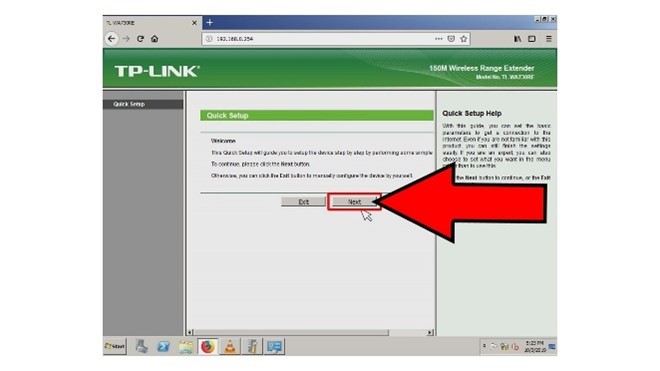 TL-WA730RE
192.168.0.254
TP-LINK
150M Wireless Range Extender
Model No. TL-WA730RE
Quick Setup
Quick Setup
Welcome
This Quick Setup will guide you to setup the device step by step by performing some simple
To continue, please click the Next button.
Otherwise, you can click the Exit button to manually configure the device by yourself.
Exit
Next
Quick Setup Help
With this guide, you can set the basic
parameters to get a connection to the
internet. Even if you are not familiar with this
product, you can still finish the settings
easily. If you are an expert, you can also
choose to set what you want in the menu
than to use this.
the Next button to continue, or the Exit
Start
5:23 PM